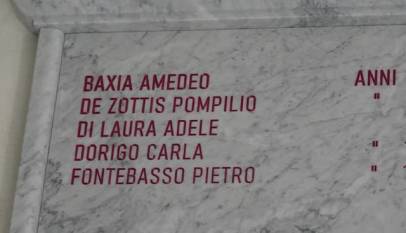 BAXIA AMEDEO ANNI
DE ZOTTIS POMPILIO "
DI LAURA ADELE
DORIGO CARLA "
FONTEBASSO PIETRO "